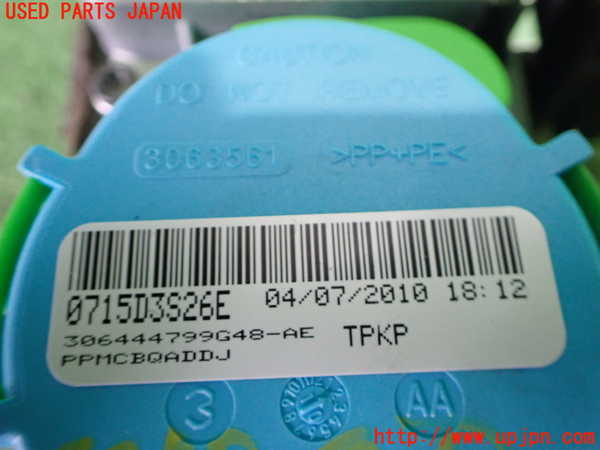 USED PARTS JAPAN
CAUTION
DO NOT REMOVE
3063561 >PP+PE<
0715D3S26E 04/07/2010 18:12
306444799G48-AE TPKP
PPMCBQADDJ
3 AA
http://www.upjpn.com